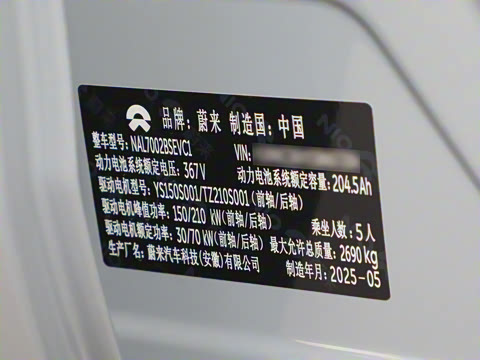 品牌: 蔚来 制造国: 中国
整车型号: NAL7002BSEVC1 VIN:
动力电池系统额定电压: 367V 动力电池系统额定容量: 204.5Ah
驱动电机型号: YS150S001/TZ210S001 (前轴/后轴)
驱动电机峰值功率: 150/210 kW(前轴/后轴) 乘坐人数: 5人
驱动电机额定功率: 30/70 kW(前轴/后轴) 最大允许总质量: 2690kg
生产厂名: 蔚来汽车科技(安徽)有限公司 制造年月: 2025-05